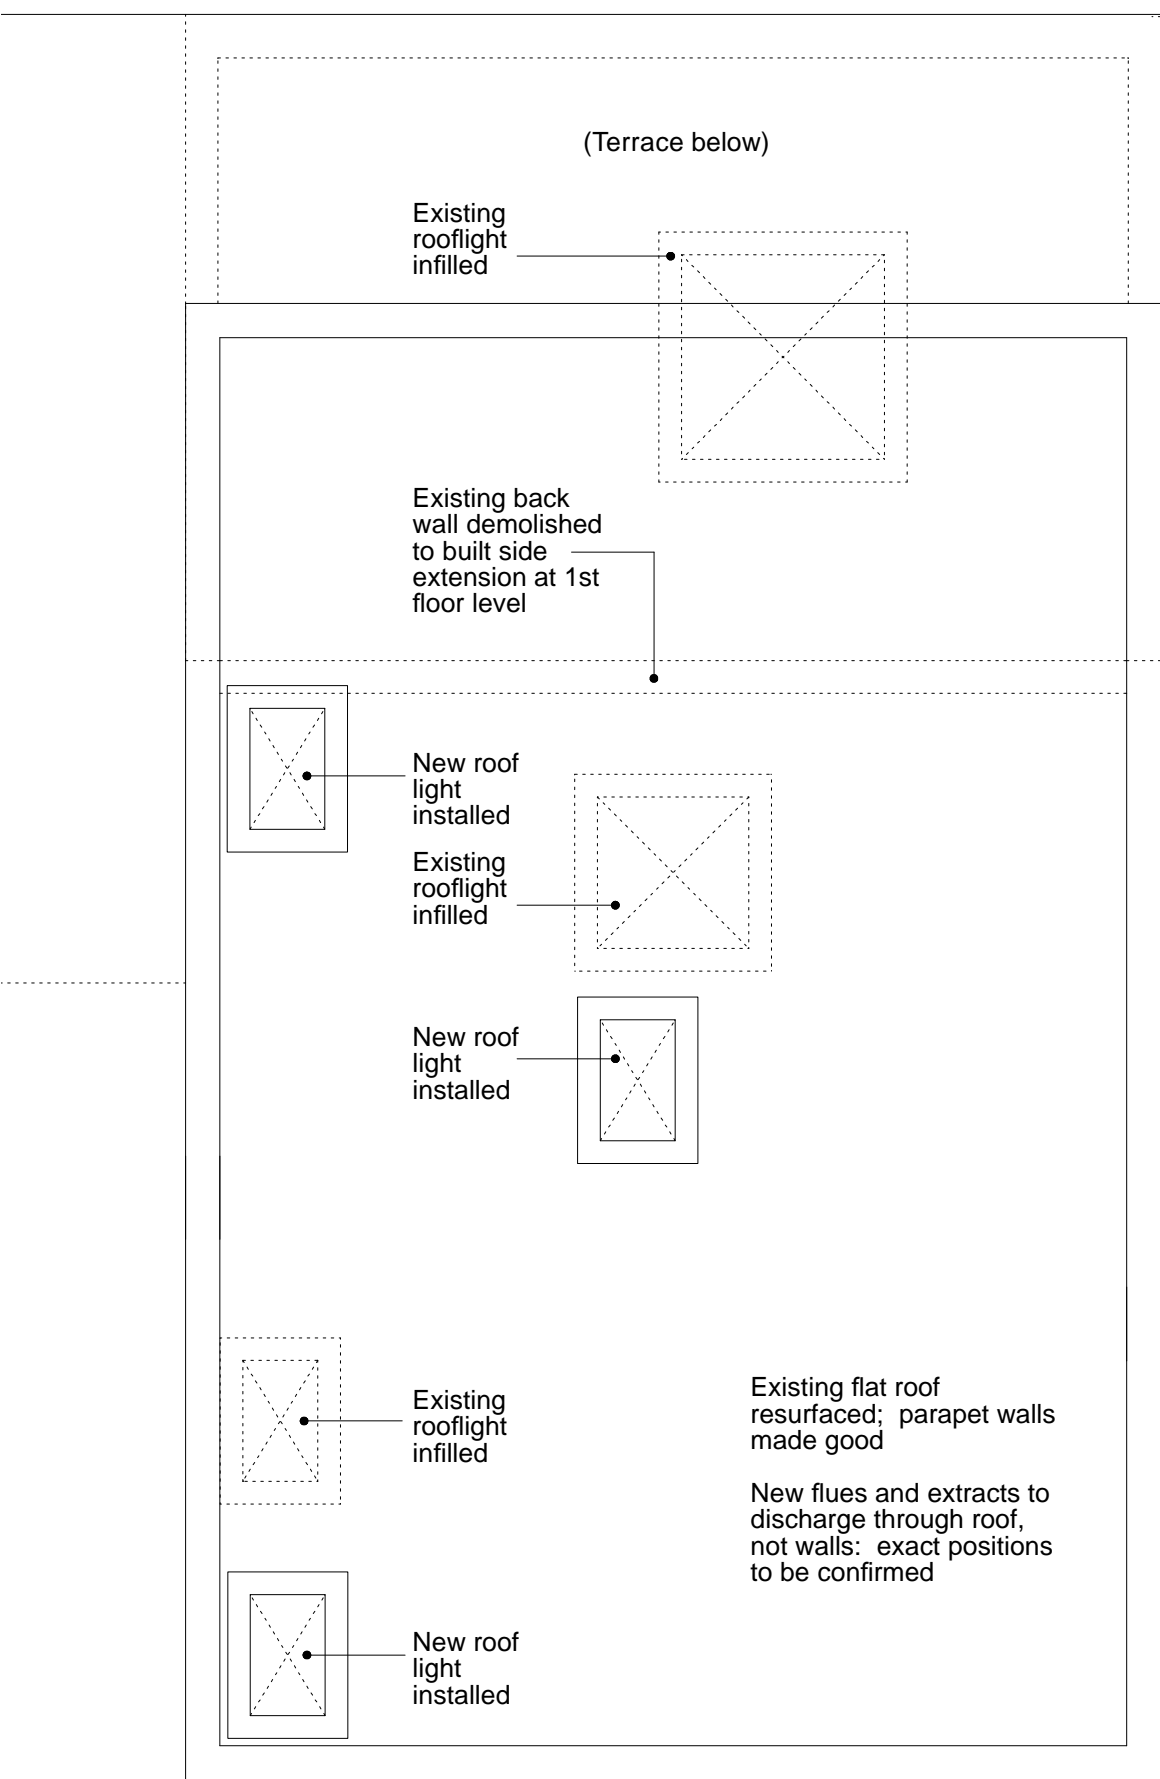 (Terrace below)
Existing
rooflight
infilled
Existing back
wall demolished
to built side
extension at 1st
floor level
New roof
light
installed
Existing
rooflight
infilled
New roof
light
installed
Existing
rooflight
infilled
Existing flat roof
resurfaced;  parapet walls
made good
New flues and extracts to
discharge through roof,
not walls:  exact positions
to be confirmed
New roof
light
installed